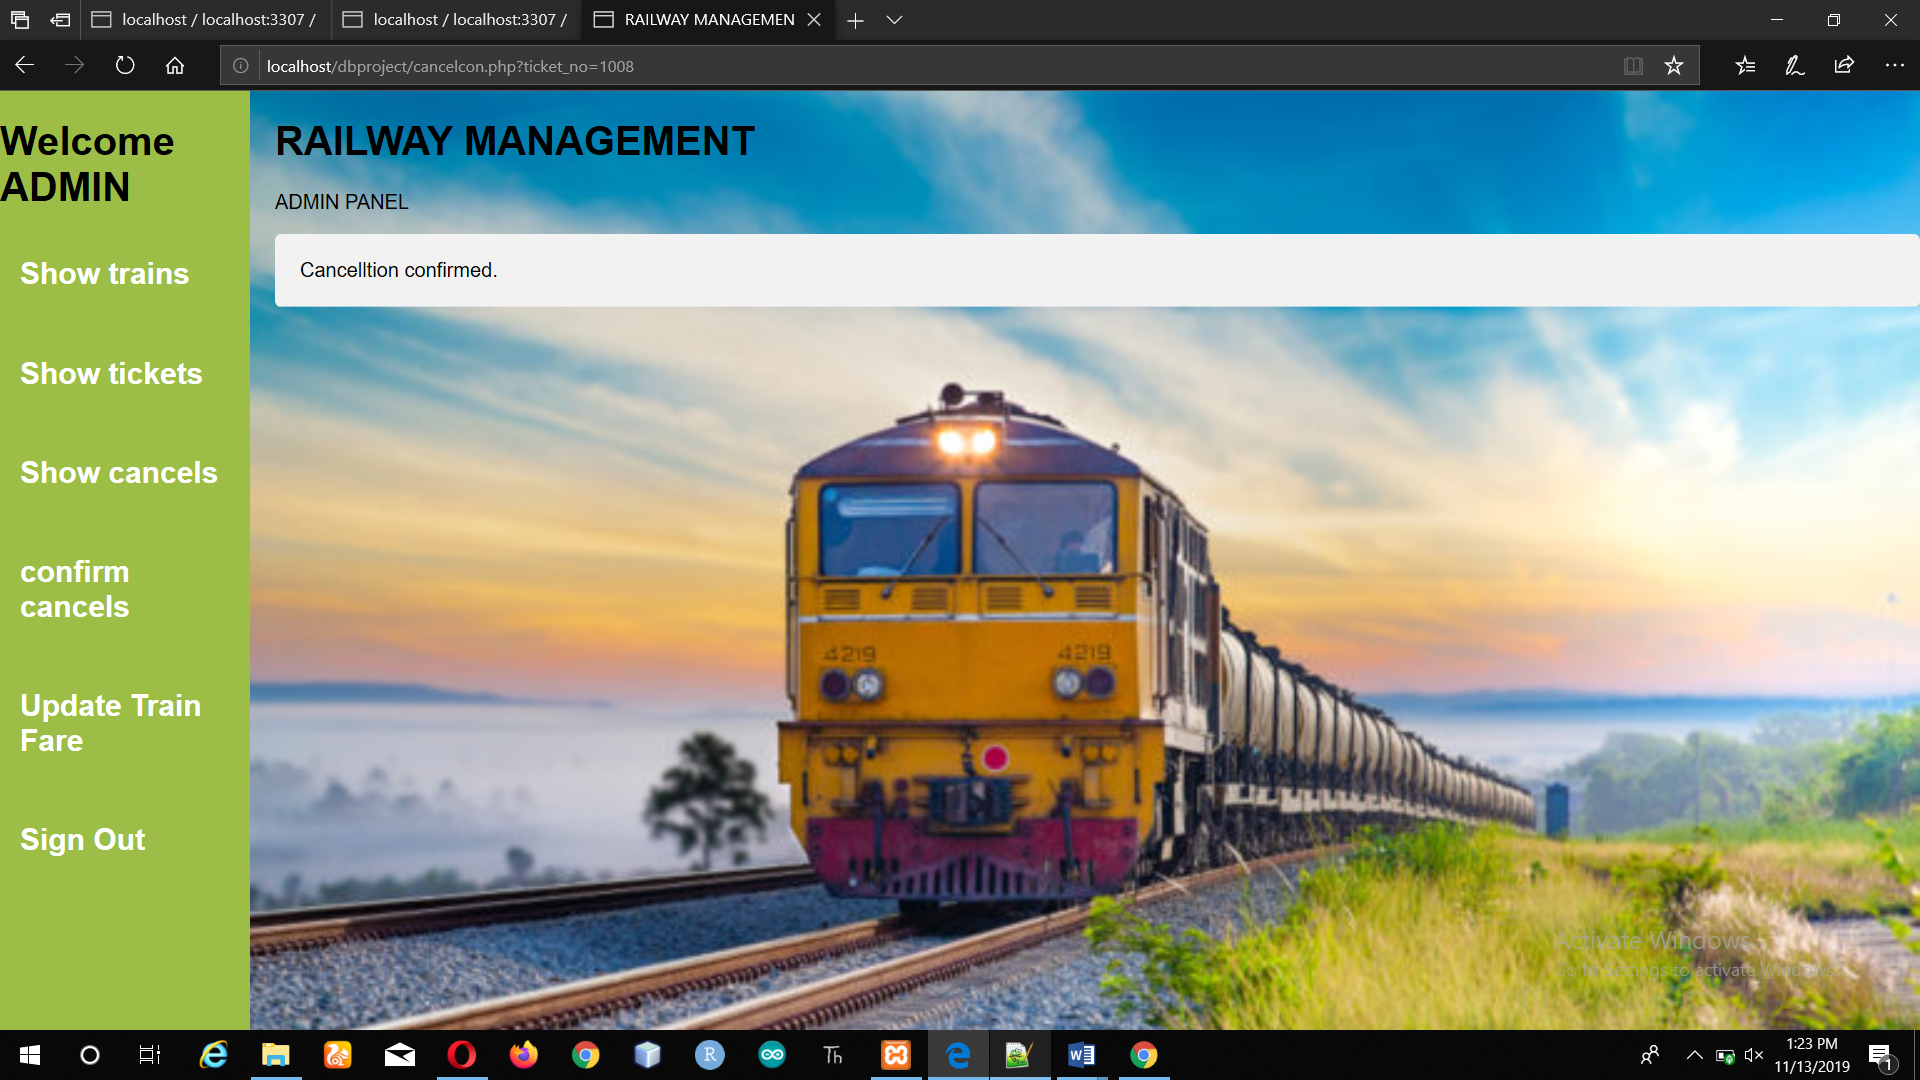 localhost / localhost:3307 /
localhost / localhost:3307 /
RAILWAY MANAGEMEN
localhost/dbproject/cancelcon.php?ticket_no=1008
Welcome
ADMIN
Show trains
Show tickets
Show cancels
confirm
cancels
Update Train
Fare
Sign Out
RAILWAY MANAGEMENT
ADMIN PANEL
Cancelltion confirmed.
4219
4219
Activate Windows
Go to Settings to activate Windows.
R
Th
1:23 PM
11/13/2019
1